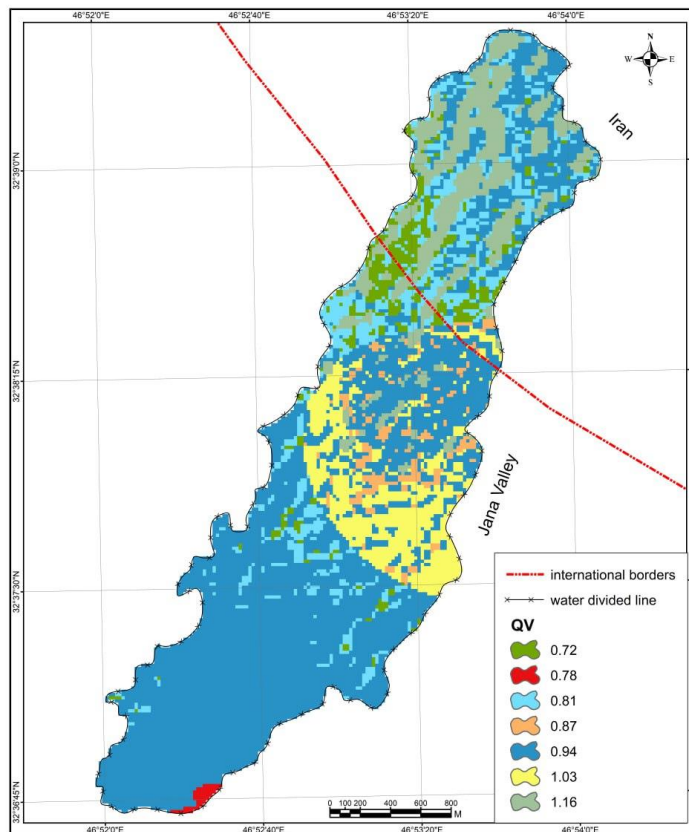 46°52'0"E 46°52'40"E 46°53'20"E 46°54'0"E
N
W E
S
Iran
32°39'0"N
32°38'15"N
Jana Valley
32°37'30"N
32°36'45"N
international borders
water divided line
QV
0.72
0.78
0.81
0.87
0.94
1.03
1.16
0 100 200 400 600 800
M
46°52'0"E 46°52'40"E 46°53'20"E 46°54'0"E